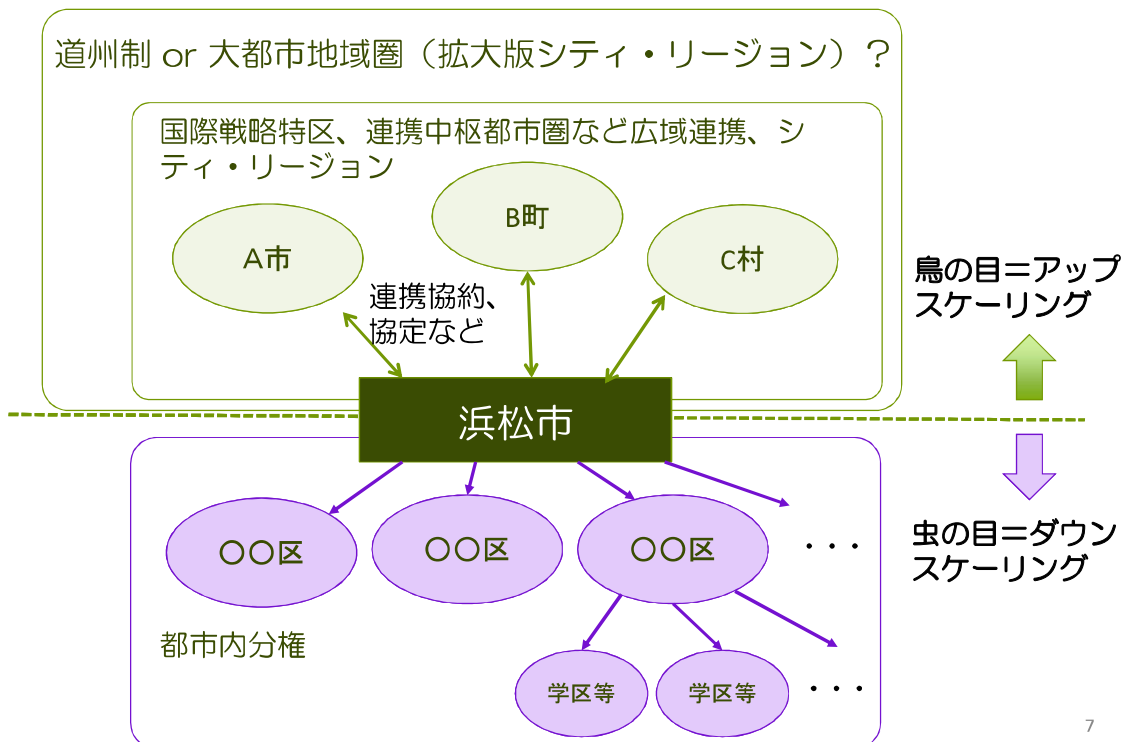 道州制 or 大都市地域圏（拡大版シティ・リージョン）？
国際戦略特区、連携中枢都市圏など広域連携、シ
ティ・リージョン
B町
A市
C村
連携協約、
協定など
鳥の目＝アップ
スケーリング
浜松市
虫の目＝ダウン
スケーリング
〇〇区
〇〇区
〇〇区
・・・
都市内分権
学区等
学区等
・・・
7